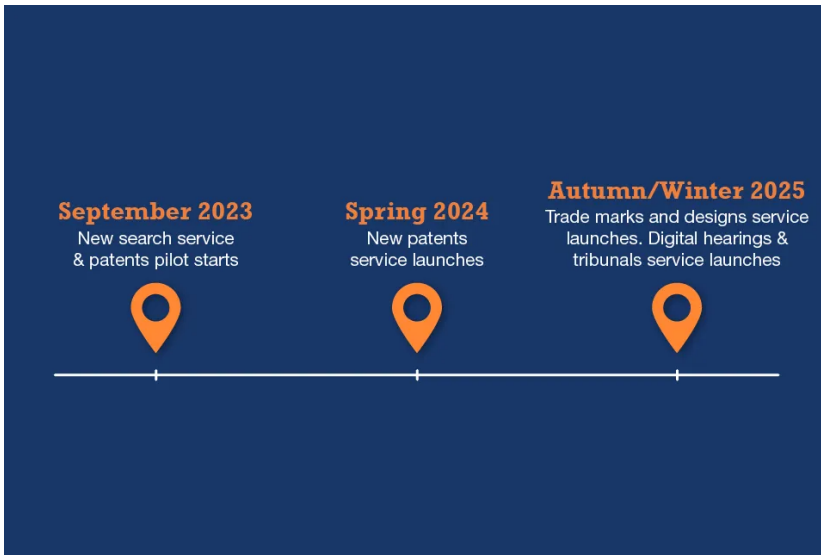 September 2023
New search service
& patents pilot starts
Spring 2024
New patents
service launches
Autumn/Winter 2025
Trade marks and designs service
launches. Digital hearings &
tribunals service launches